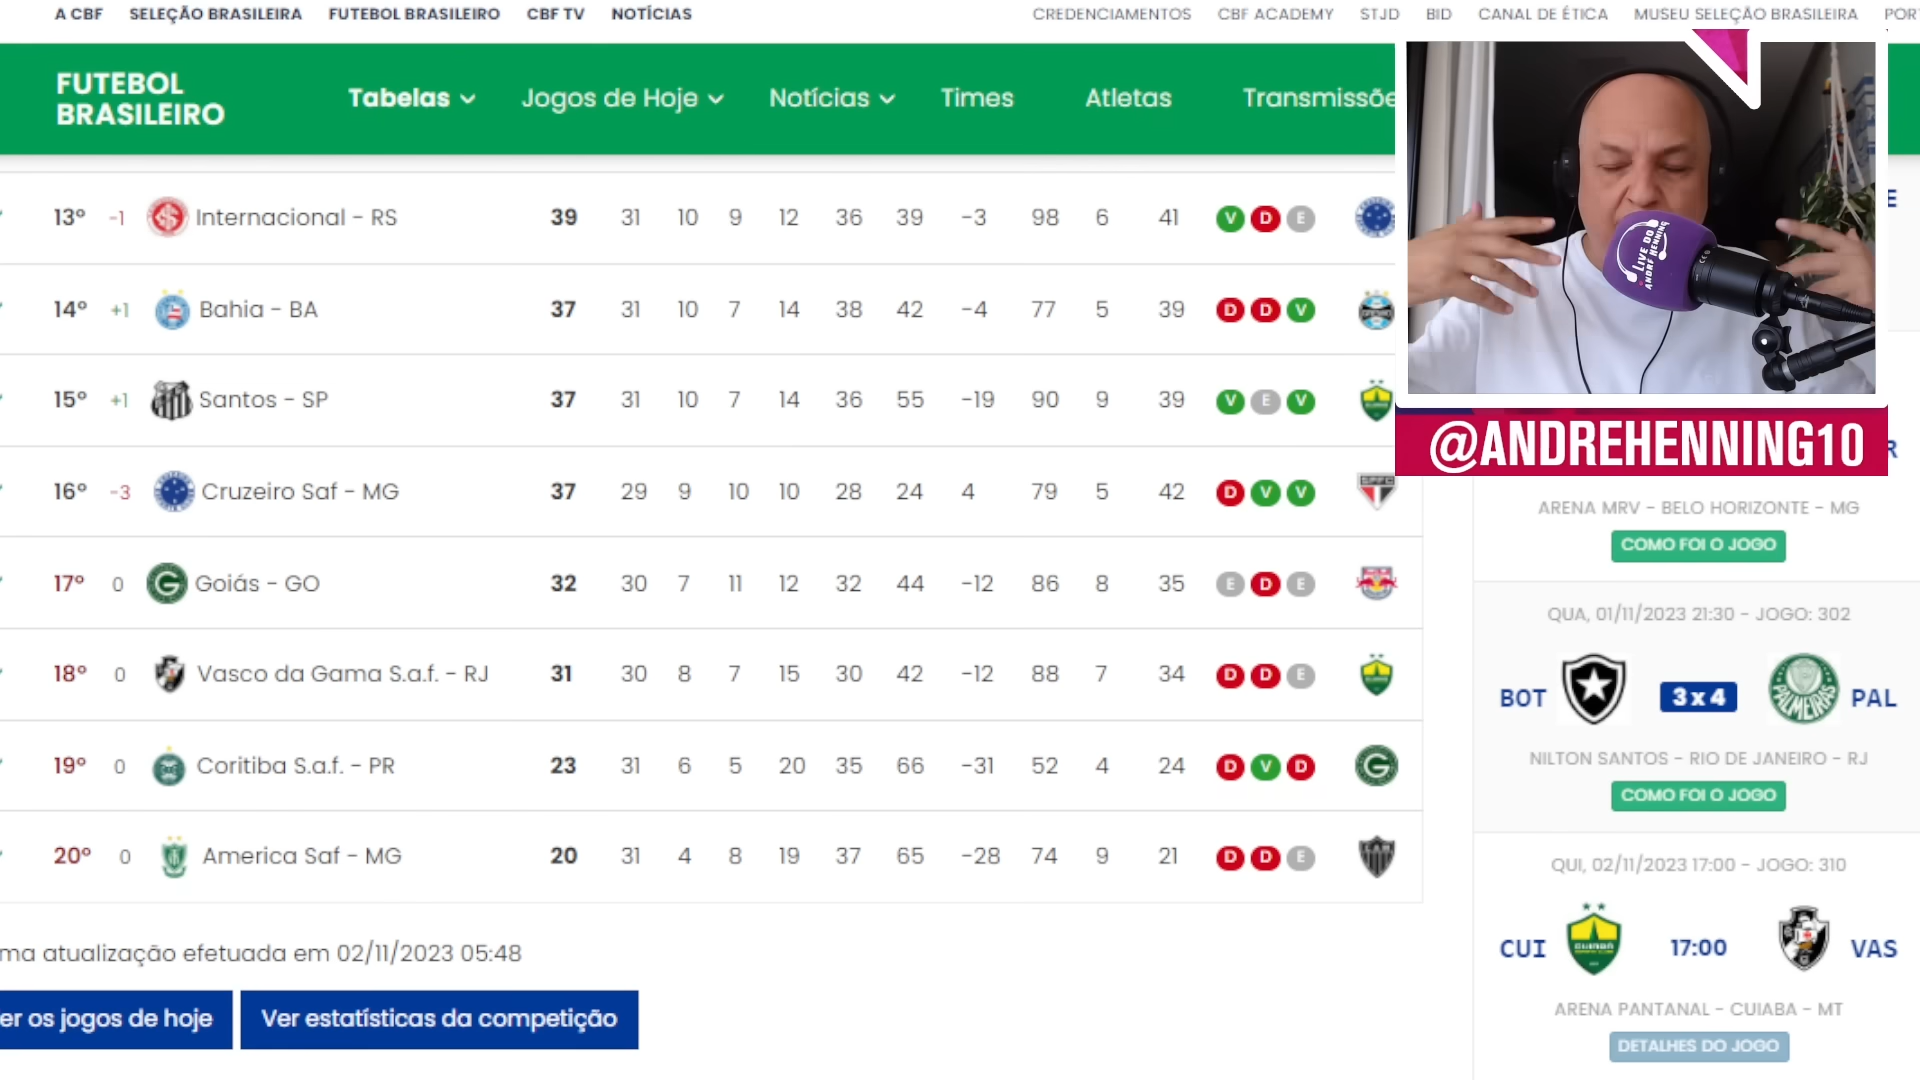 A CBF SELEÇÃO BRASILEIRA FUTEBOL BRASILEIRO CBF TV NOTÍCIAS CREDENCIAMENTOS CBF ACADEMY STJD BID CANAL DE ÉTICA MUSEU SELEÇÃO BRASILEIRA POR
FUTEBOL
BRASILEIRO
Tabelas Jogos de Hoje Notícias Times Atletas Transmissõe
13º -1 Internacional - RS 39 31 10 9 12 36 39 -3 98 6 41 V D E
14º +1 Bahia - BA 37 31 10 7 14 38 42 -4 77 5 39 D D V
15º +1 Santos - SP 37 31 10 7 14 36 55 -19 90 9 39 V E V
16º -3 Cruzeiro Saf - MG 37 29 9 10 10 28 24 4 79 5 42 D V V
17º 0 Goiás - GO 32 30 7 11 12 32 44 -12 86 8 35 E D E
18º 0 Vasco da Gama S.a.f. - RJ 31 30 8 7 15 30 42 -12 88 7 34 D D E
19º 0 Coritiba S.a.f. - PR 23 31 6 5 20 35 66 -31 52 4 24 D V D
20º 0 America Saf - MG 20 31 4 8 19 37 65 -28 74 9 21 D D E
ma atualização efetuada em 02/11/2023 05:48
er os jogos de hoje
Ver estatísticas da competição
LIVE DO
ANDRÉ HENNING
@ANDREHENNING10
E
R
ARENA MRV - BELO HORIZONTE - MG
COMO FOI O JOGO
QUA, 01/11/2023 21:30 - JOGO: 302
BOT 3 x 4 PALMEIRAS PAL
NILTON SANTOS - RIO DE JANEIRO - RJ
COMO FOI O JOGO
QUI, 02/11/2023 17:00 - JOGO: 310
CUI CUIABÁ 17:00 VAS
ARENA PANTANAL - CUIABA - MT
DETALHES DO JOGO